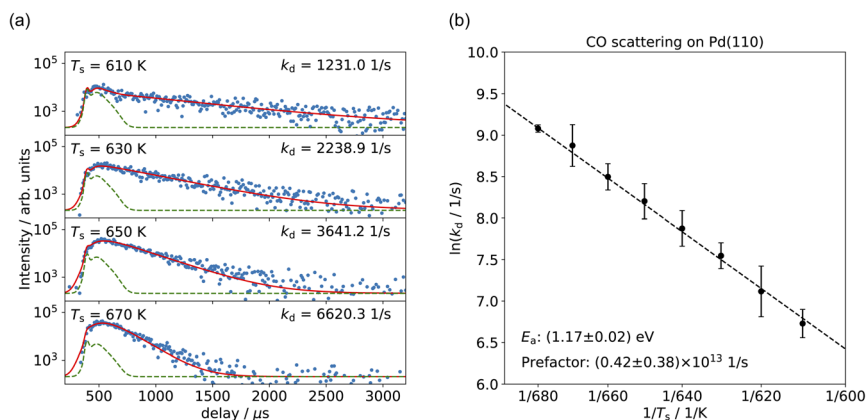 (a)
10⁵
10³
T_s = 610 K
k_d = 1231.0 1/s
10⁵
10³
T_s = 630 K
k_d = 2238.9 1/s
10⁵
10³
T_s = 650 K
k_d = 3641.2 1/s
10⁵
10³
T_s = 670 K
k_d = 6620.3 1/s
Intensity / arb. units
500 1000 1500 2000 2500 3000
delay / μs
(b)
CO scattering on Pd(110)
10.0
9.5
9.0
8.5
8.0
7.5
7.0
6.5
6.0
ln(k_d / 1/s)
E_a: (1.17±0.02) eV
Prefactor: (0.42±0.38)×10¹³ 1/s
1/680 1/660 1/640 1/620 1/600
1/T_s / 1/K